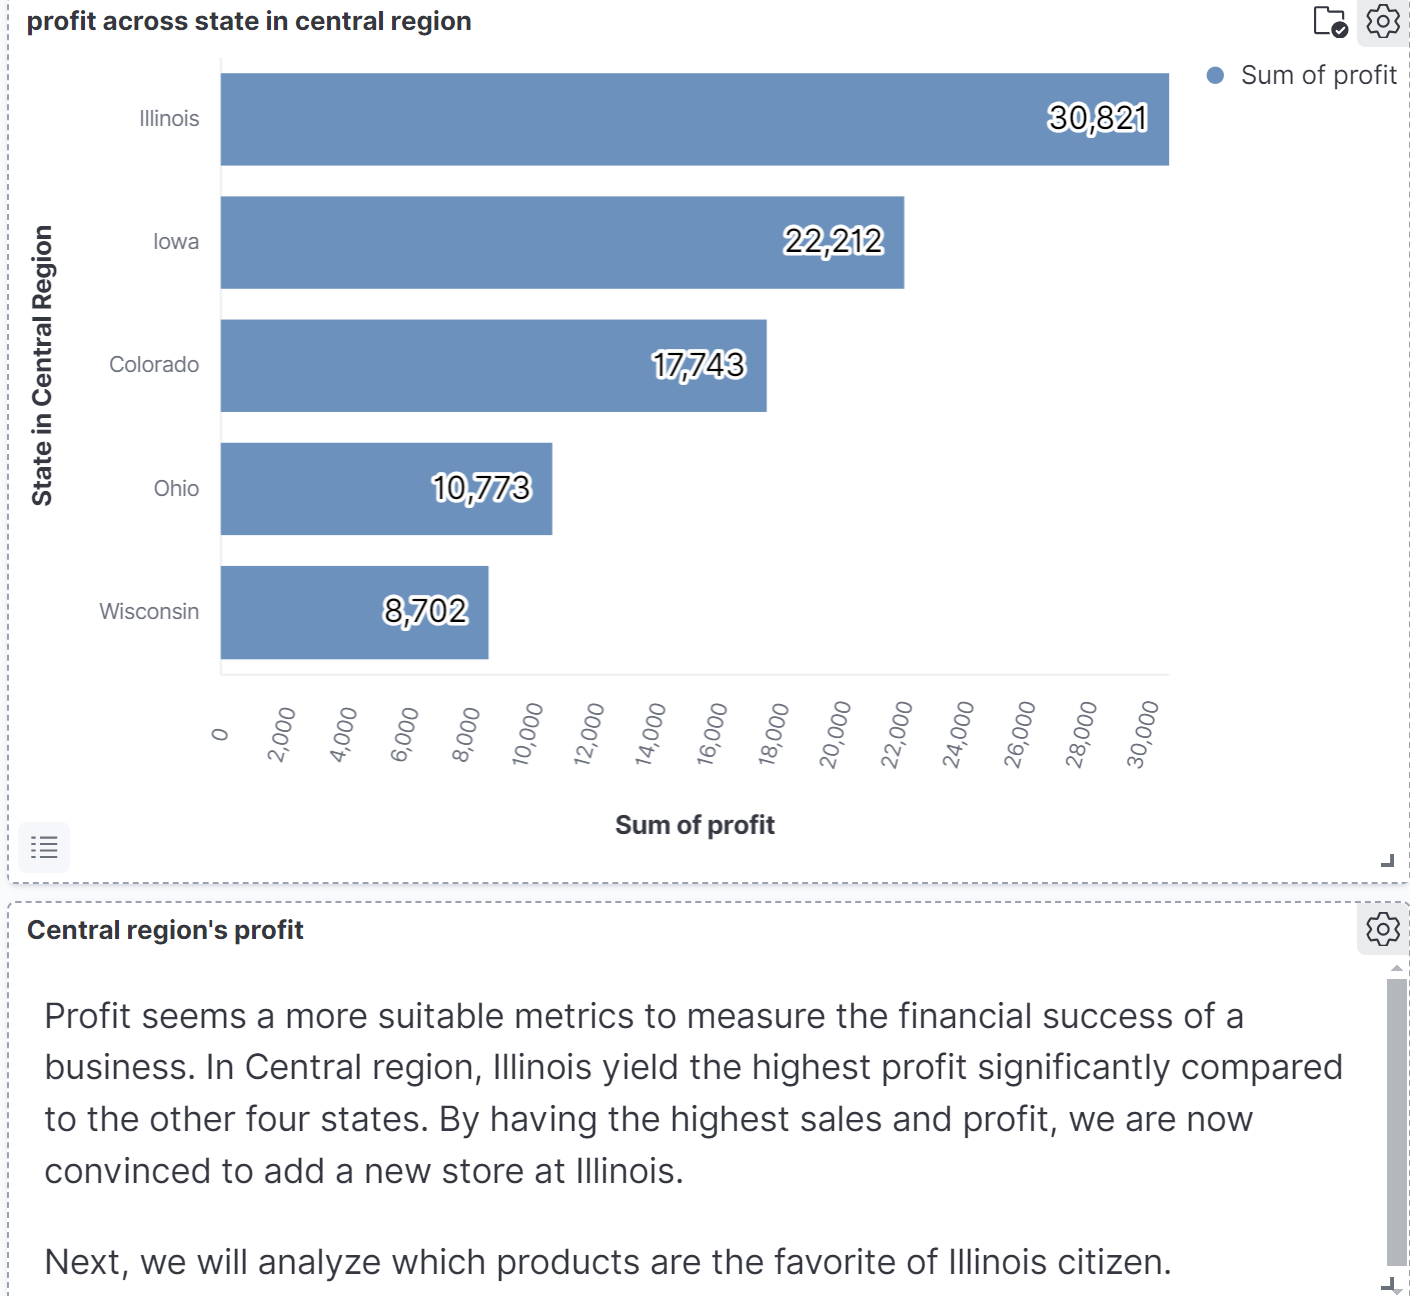 profit across state in central region
Sum of profit
State in Central Region
Illinois
30,821
Iowa
22,212
Colorado
17,743
Ohio
10,773
Wisconsin
8,702
0
2,000
4,000
6,000
8,000
10,000
12,000
14,000
16,000
18,000
20,000
22,000
24,000
26,000
28,000
30,000
Sum of profit
Central region's profit
Profit seems a more suitable metrics to measure the financial success of a
business. In Central region, Illinois yield the highest profit significantly compared
to the other four states. By having the highest sales and profit, we are now
convinced to add a new store at Illinois.
Next, we will analyze which products are the favorite of Illinois citizen.